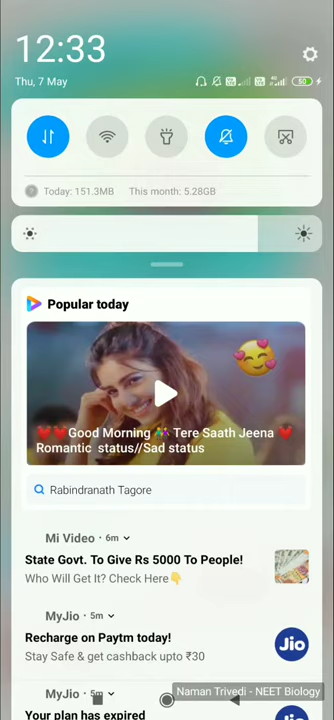 12:33
Thu, 7 May
4G
50
Today: 151.3MB
This month: 5.28GB
Popular today
❤️❤️Good Morning 👫 Tere Saath Jeena ❤️
Romantic status//Sad status
Rabindranath Tagore
Mi Video • 6m
State Govt. To Give Rs 5000 To People!
Who Will Get It? Check Here👇
MyJio • 5m
Recharge on Paytm today!
Stay Safe & get cashback upto ₹30
Jio
Naman Trivedi - NEET Biology
MyJio • 5m
Your plan has expired